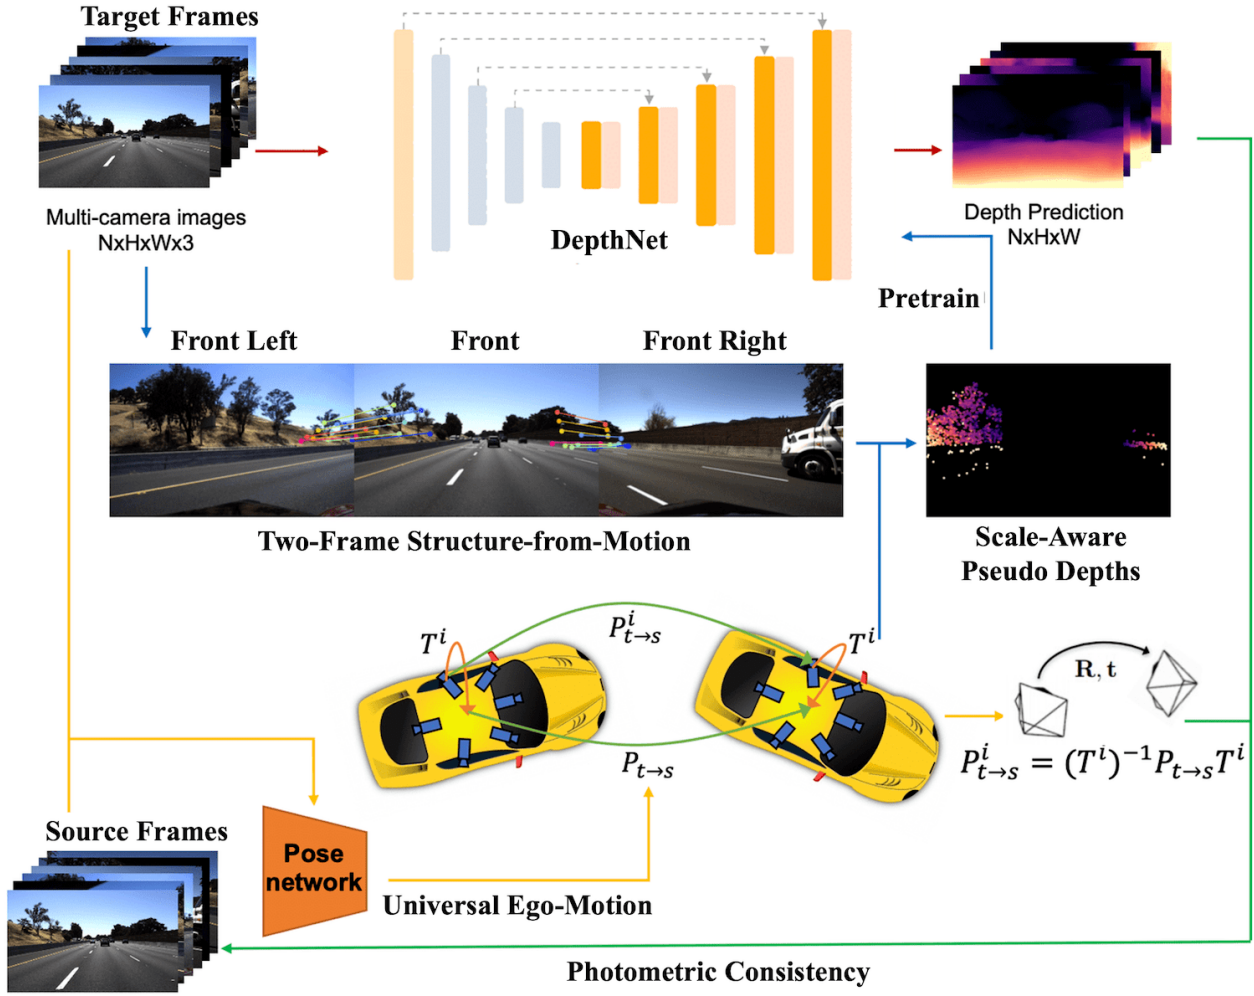 Target Frames
Multi-camera images
NxHxWx3
DepthNet
Depth Prediction
NxHxW
Pretrain
Front Left
Front
Front Right
Two-Frame Structure-from-Motion
Scale-Aware
Pseudo Depths
T^i
P^i_{t→s}
T^i
P_{t→s}
R, t
P^i_{t→s} = (T^i)^{-1}P_{t→s}T^i
Source Frames
Pose
network
Universal Ego-Motion
Photometric Consistency